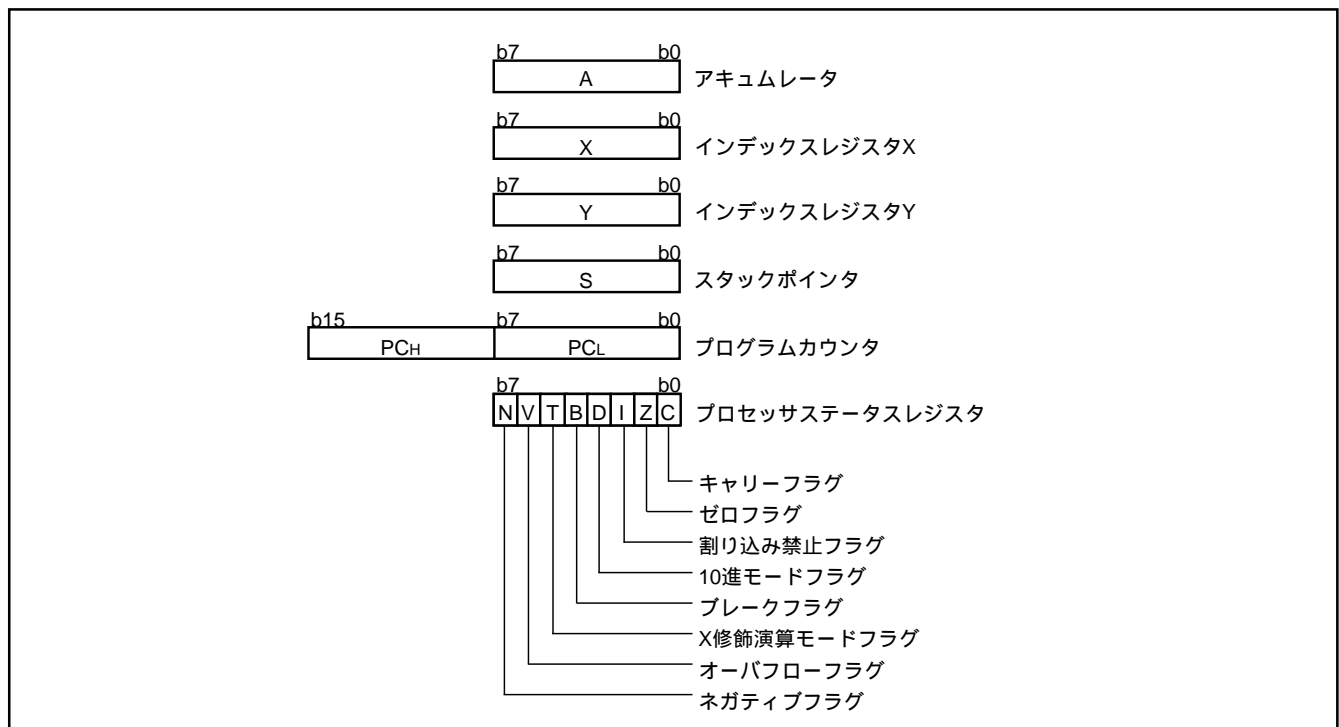 b7 b0
A アキュムレータ
b7 b0
X インデックスレジスタX
b7 b0
Y インデックスレジスタY
b7 b0
S スタックポインタ
b15 b7 b0
PCH PCL プログラムカウンタ
b7 b0
N V T B D I Z C プロセッサステータスレジスタ
キャリーフラグ
ゼロフラグ
割り込み禁止フラグ
10進モードフラグ
ブレークフラグ
X修飾演算モードフラグ
オーバフローフラグ
ネガティブフラグ